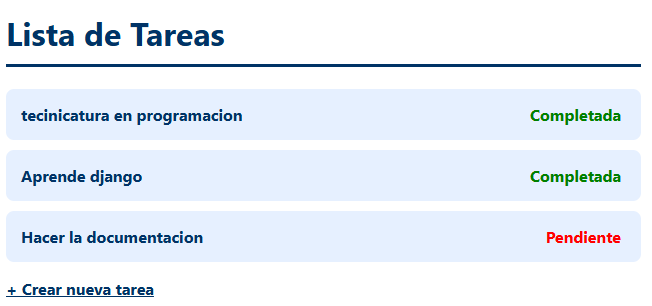 Lista de Tareas
tecinicatura en programacion Completada
Aprende django Completada
Hacer la documentacion Pendiente
+ Crear nueva tarea